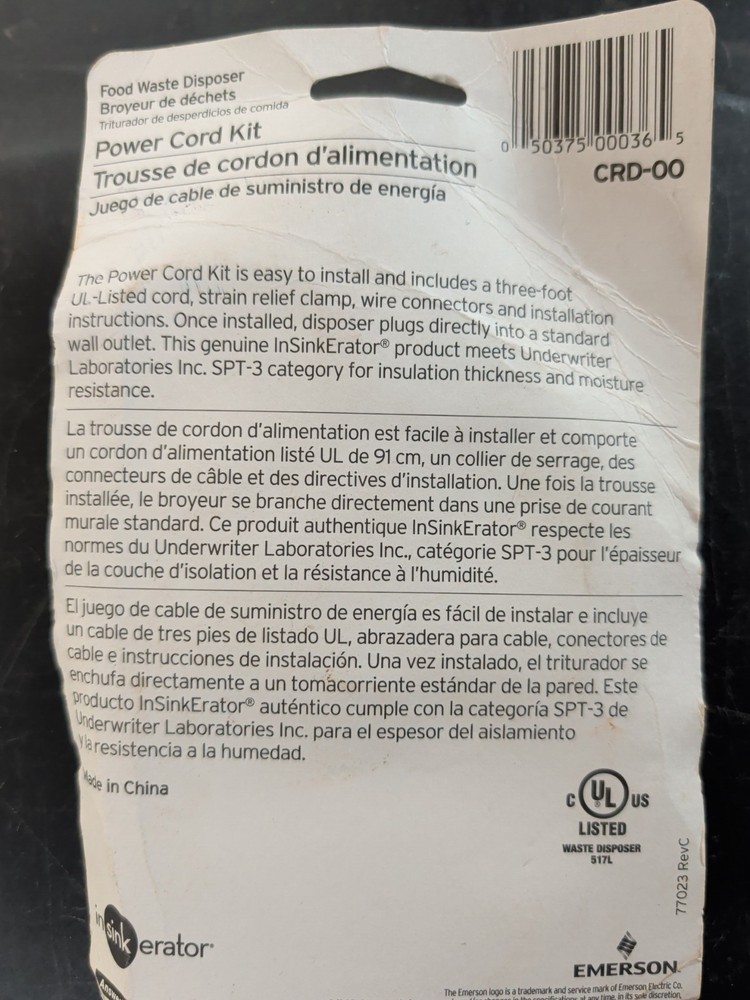 Food Waste Disposer
Broyeur de déchets
Triturador de desperdicios de comida
Power Cord Kit
Trousse de cordon d'alimentation
Juego de cable de suministro de energía
0 50375 00036 5
CRD-00
The Power Cord Kit is easy to install and includes a three-foot
UL-Listed cord, strain relief clamp, wire connectors and installation
instructions. Once installed, disposer plugs directly into a standard
wall outlet. This genuine InSinkErator® product meets Underwriter
Laboratories Inc. SPT-3 category for insulation thickness and moisture
resistance.
La trousse de cordon d'alimentation est facile à installer et comporte
un cordon d'alimentation listé UL de 91 cm, un collier de serrage, des
connecteurs de câble et des directives d'installation. Une fois la trousse
installée, le broyeur se branche directement dans une prise de courant
murale standard. Ce produit authentique InSinkErator® respecte les
normes du Underwriter Laboratories Inc., catégorie SPT-3 pour l'épaisseur
de la couche d'isolation et la résistance à l'humidité.
El juego de cable de suministro de energía es fácil de instalar e incluye
un cable de tres pies de listado UL, abrazadera para cable, conectores de
cable e instrucciones de instalación. Una vez instalado, el triturador se
enchufa directamente a un tomacorriente estándar de la pared. Este
producto InSinkErator® auténtico cumple con la categoría SPT-3 de
Underwriter Laboratories Inc. para el espesor del aislamiento
y la resistencia a la humedad.
Made in China
C UL® US
LISTED
WASTE DISPOSER
517L
77023 RevC
insinkerator
EMERSON
The Emerson logo is a trademark and service mark of Emerson Electric Co.
changes in the specifications at any time, in its sole discretion,